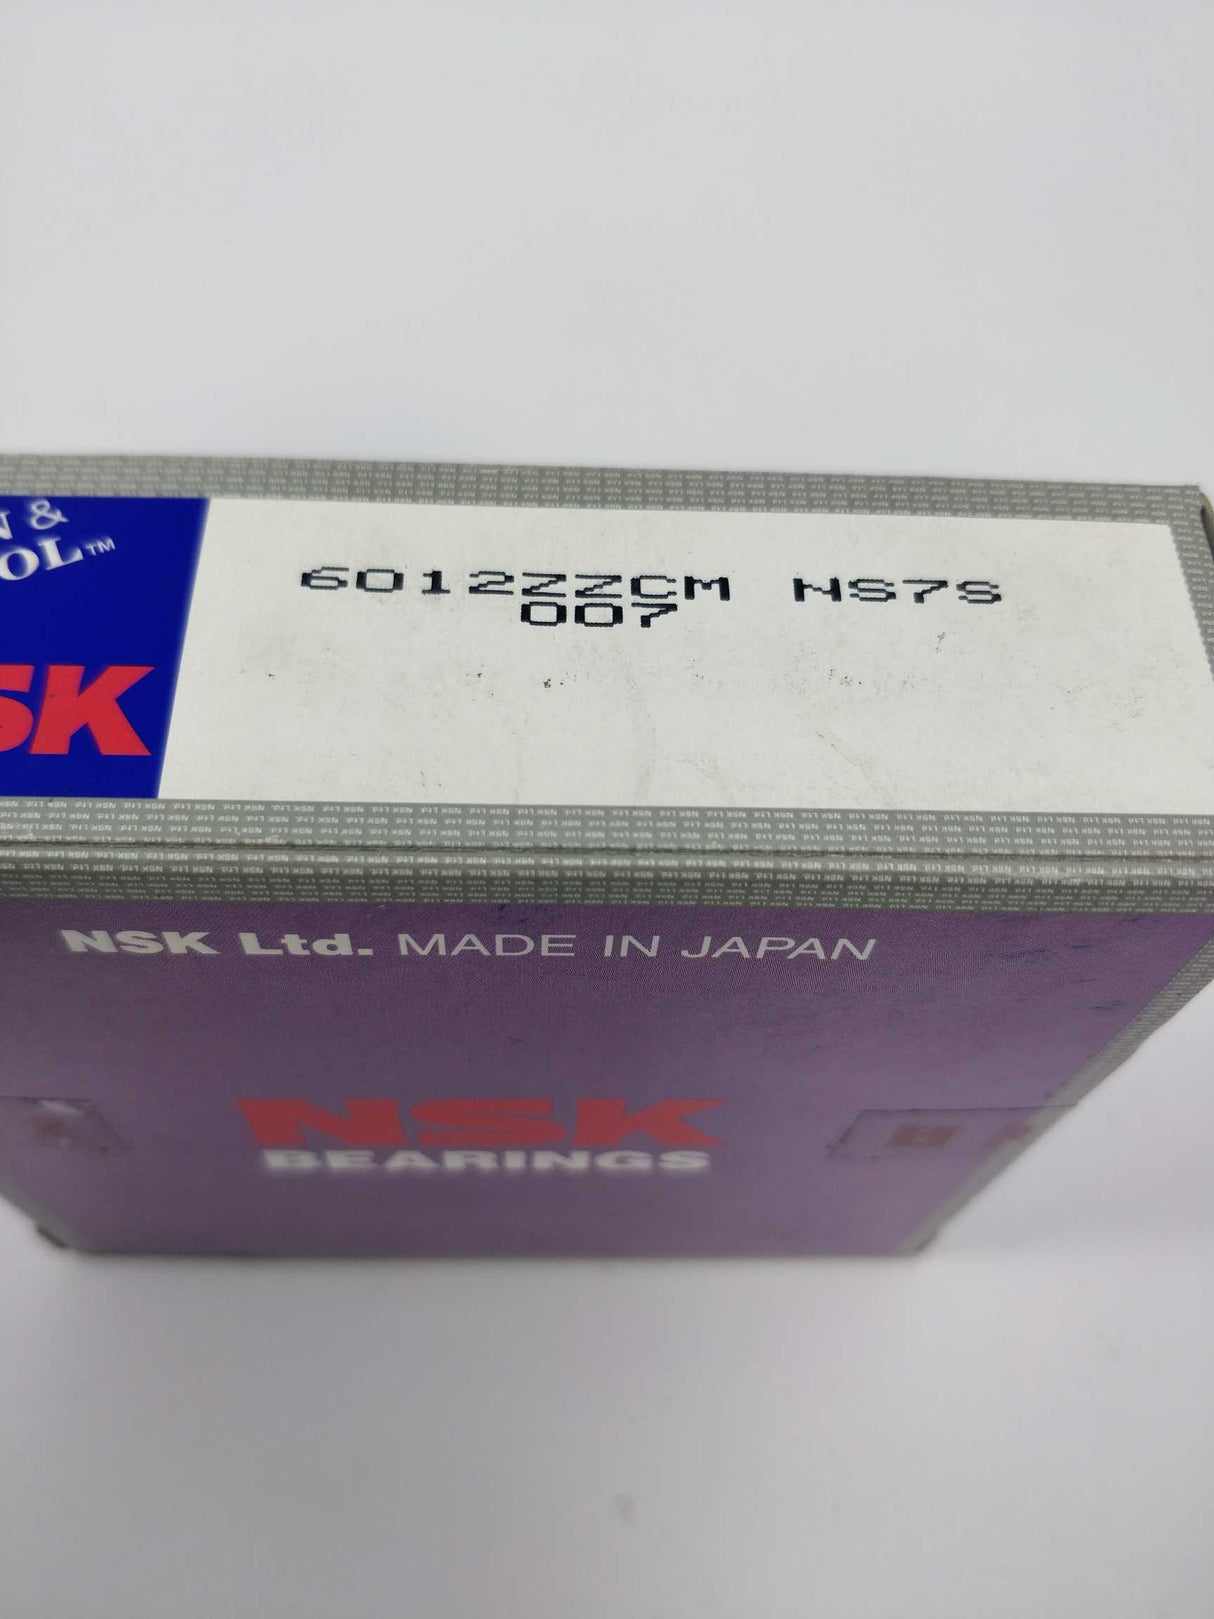 N &
OL™
SK
6012ZZCM NS7S
007
NSK Ltd. MADE IN JAPAN
NSK
BEARINGS